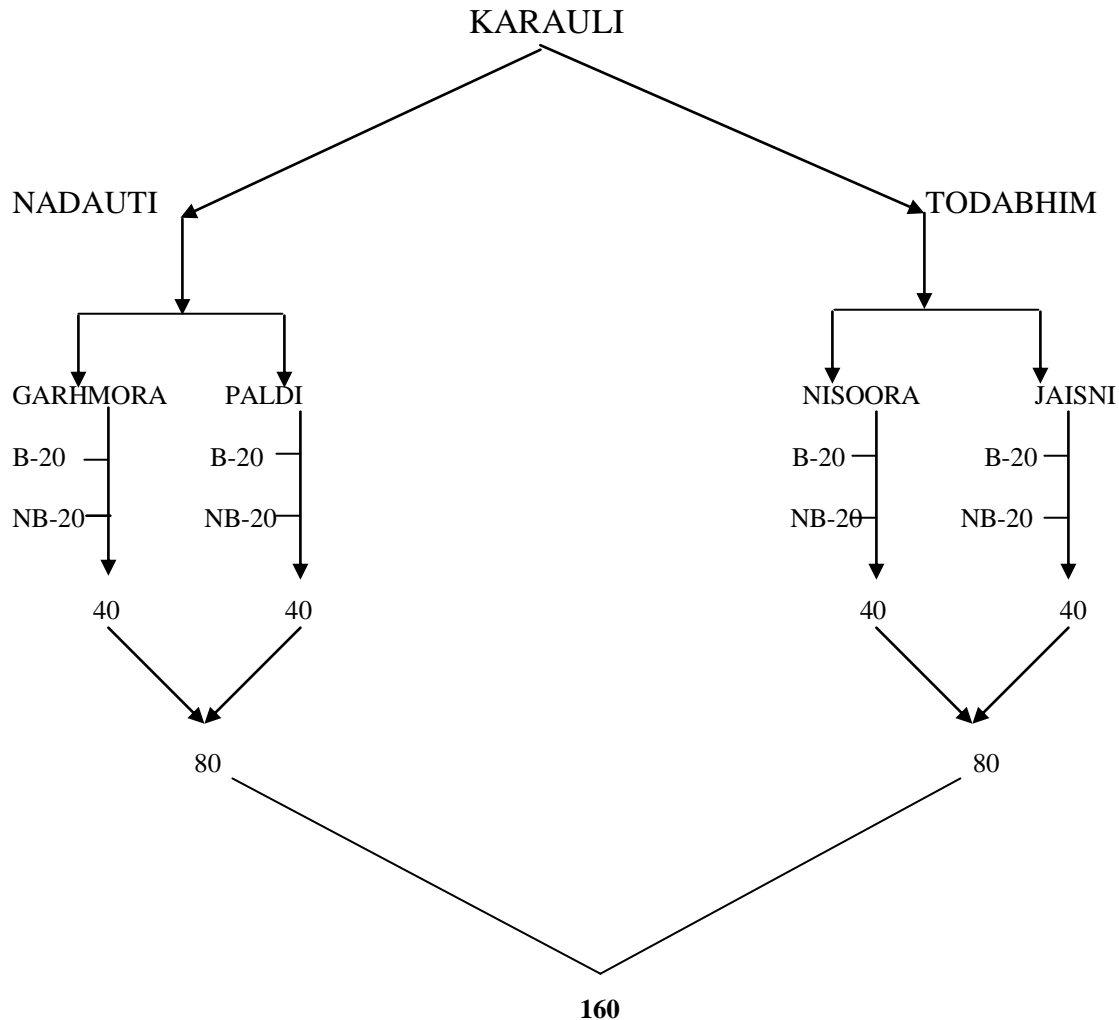 KARAULI
NADAUTI TODABHIM
GARHMORA PALDI NISOORA JAISNI
B-20 B-20 B-20 B-20
NB-20 NB-20 NB-20 NB-20
40 40 40 40
80 80
160